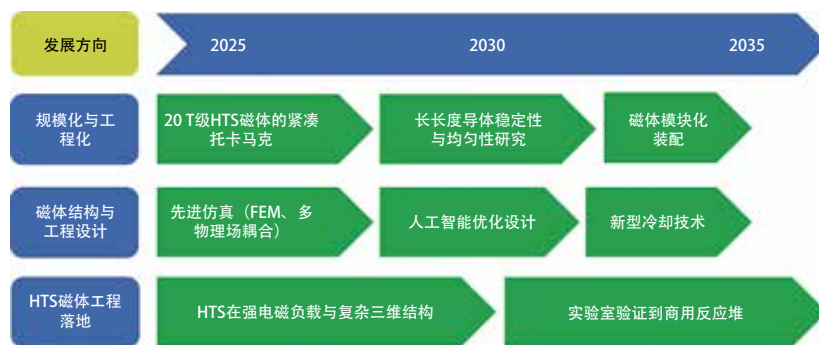 发展方向
2025
2030
2035
规模化与工
程化
20 T级HTS磁体的紧凑
托卡马克
长长度导体稳定性
与均匀性研究
磁体模块化
装配
磁体结构与
工程设计
先进仿真（FEM、多
物理场耦合）
人工智能优化设计
新型冷却技术
HTS磁体工程
落地
HTS在强电磁负载与复杂三维结构
实验室验证到商用反应堆